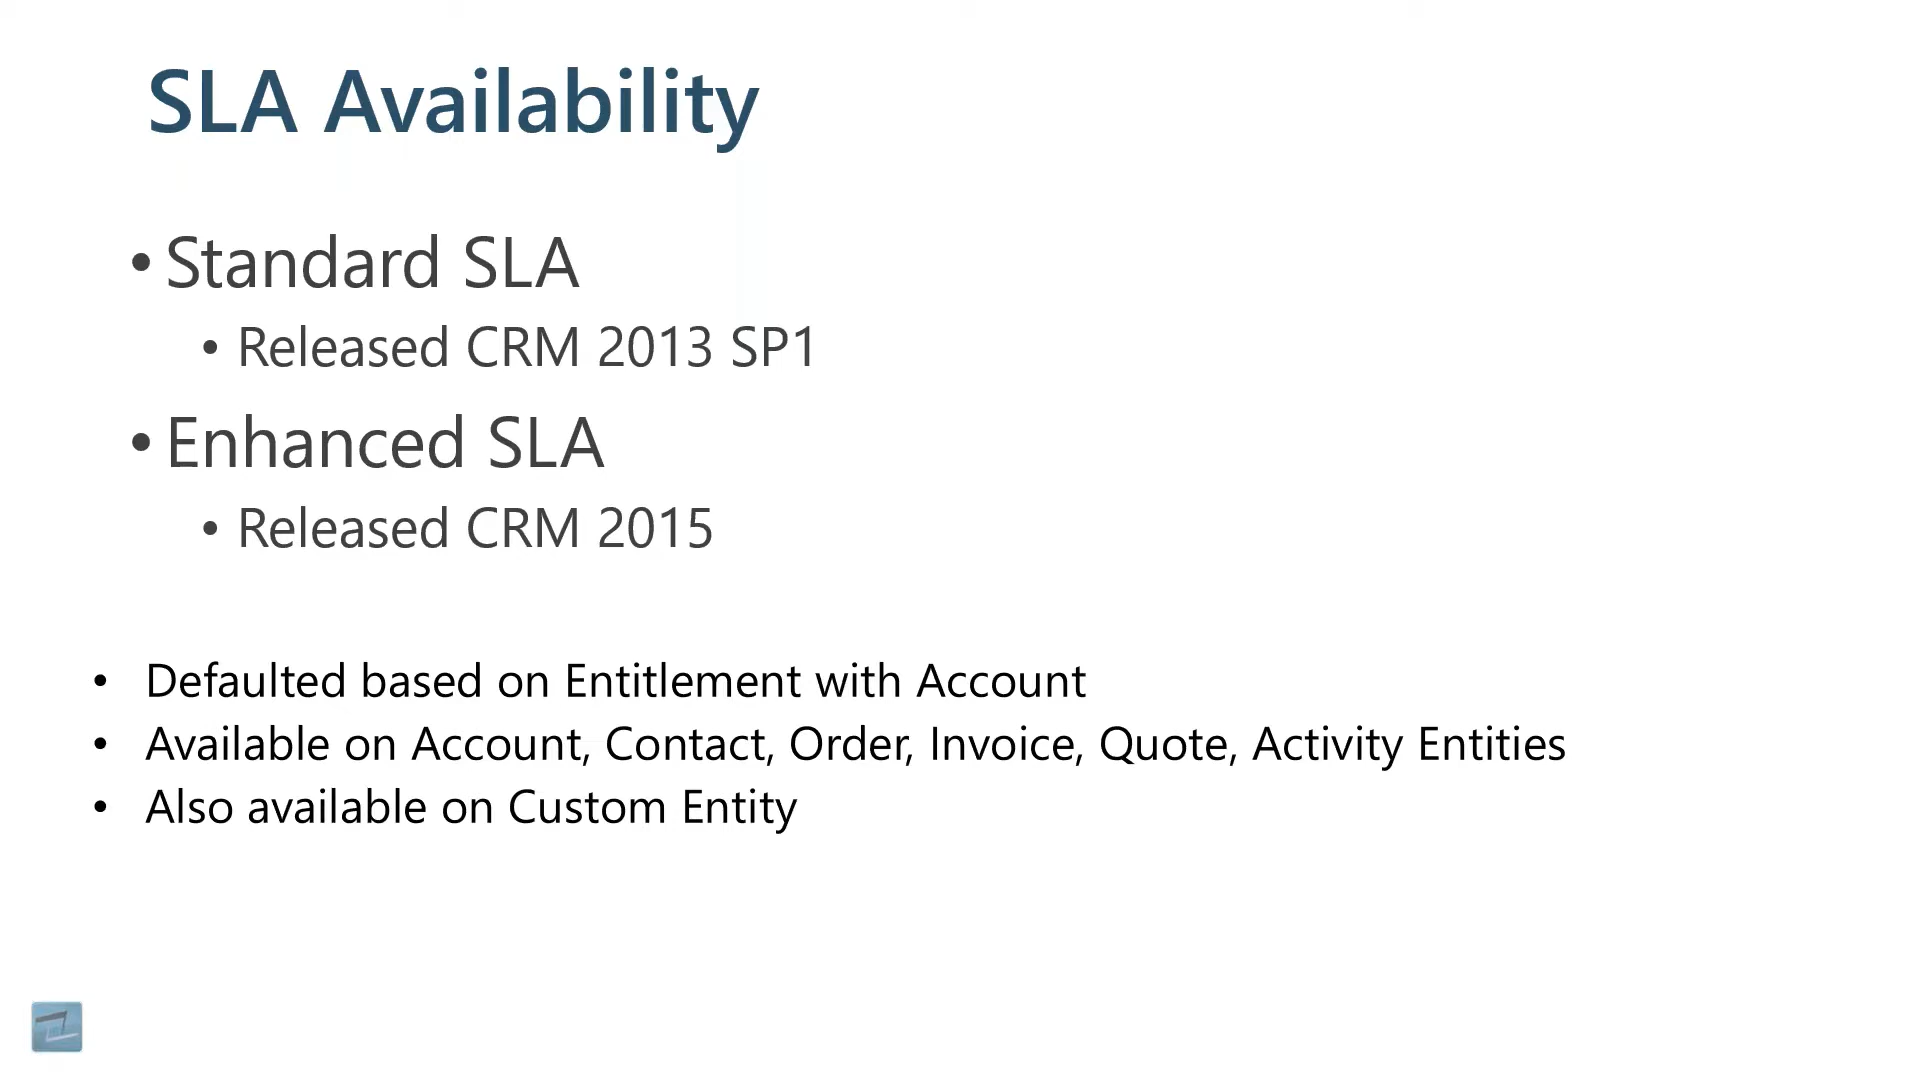 SLA Availability
• Standard SLA
• Released CRM 2013 SP1
• Enhanced SLA
• Released CRM 2015
• Defaulted based on Entitlement with Account
• Available on Account, Contact, Order, Invoice, Quote, Activity Entities
• Also available on Custom Entity